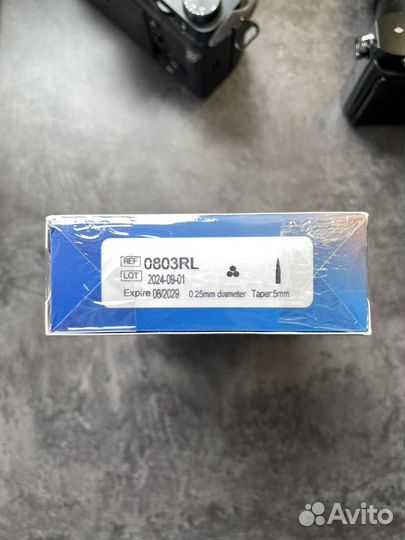 REF 0803RL
LOT 2024-09-01
Expire 08/2029 0.25mm diameter Taper:5mm
Avito